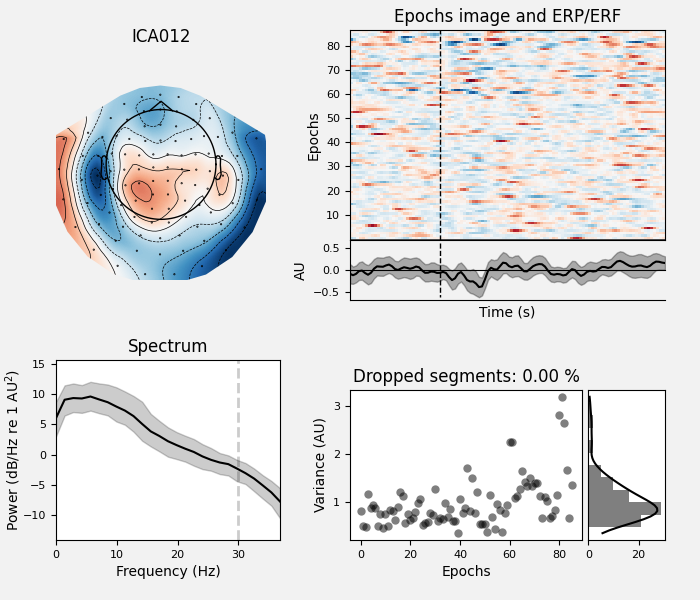 ICA012
Epochs image and ERP/ERF
Epochs
80
70
60
50
40
30
20
10
AU
0.5
0.0
−0.5
Time (s)
Spectrum
Power (dB/Hz re 1 AU²)
15
10
5
0
−5
−10
0 10 20 30
Frequency (Hz)
Dropped segments: 0.00 %
Variance (AU)
3
2
1
0 20 40 60 80
Epochs
0 20